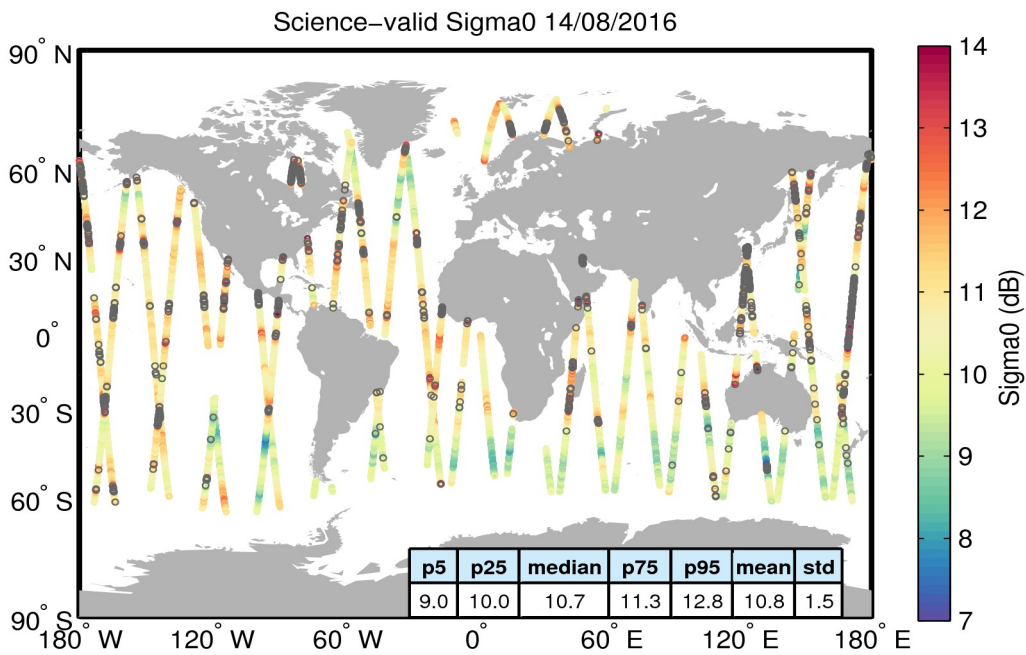 Science−valid Sigma0 14/08/2016
90° N
60° N
30° N
0°
30° S
60° S
90° S
180° W
120° W
60° W
0°
60° E
120° E
180° E
14
13
12
11
10
9
8
7
Sigma0 (dB)
p5 p25 median p75 p95 mean std
9.0 10.0 10.7 11.3 12.8 10.8 1.5